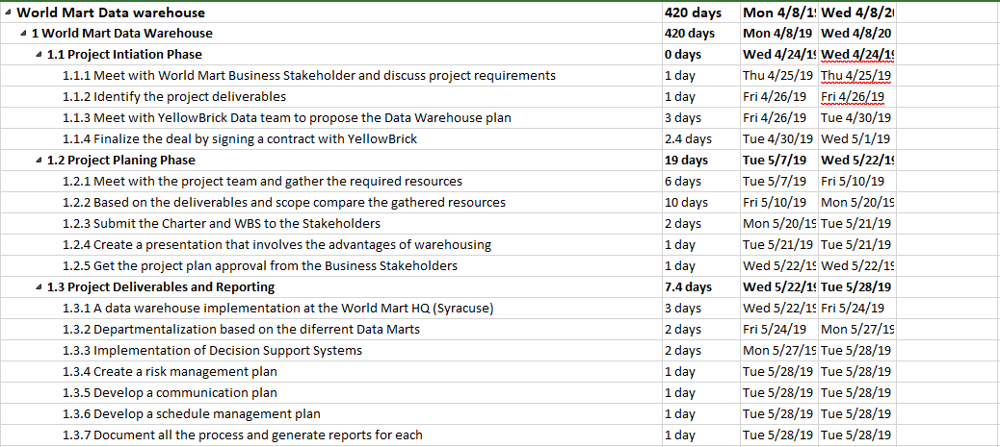 World Mart Data warehouse 420 days Mon 4/8/19 Wed 4/8/20
1 World Mart Data Warehouse 420 days Mon 4/8/19 Wed 4/8/20
1.1 Project Intiation Phase 0 days Wed 4/24/19 Wed 4/24/19
1.1.1 Meet with World Mart Business Stakeholder and discuss project requirements 1 day Thu 4/25/19 Thu 4/25/19
1.1.2 Identify the project deliverables 1 day Fri 4/26/19 Fri 4/26/19
1.1.3 Meet with YellowBrick Data team to propose the Data Warehouse plan 3 days Fri 4/26/19 Tue 4/30/19
1.1.4 Finalize the deal by signing a contract with YellowBrick 2.4 days Tue 4/30/19 Wed 5/1/19
1.2 Project Planing Phase 19 days Tue 5/7/19 Wed 5/22/19
1.2.1 Meet with the project team and gather the required resources 6 days Tue 5/7/19 Fri 5/10/19
1.2.2 Based on the deliverables and scope compare the gathered resources 10 days Fri 5/10/19 Mon 5/20/19
1.2.3 Submit the Charter and WBS to the Stakeholders 2 days Mon 5/20/19 Tue 5/21/19
1.2.4 Create a presentation that involves the advantages of warehousing 1 day Tue 5/21/19 Tue 5/21/19
1.2.5 Get the project plan approval from the Business Stakeholders 1 day Wed 5/22/19 Wed 5/22/19
1.3 Project Deliverables and Reporting 7.4 days Wed 5/22/19 Tue 5/28/19
1.3.1 A data warehouse implementation at the World Mart HQ (Syracuse) 3 days Wed 5/22/19 Fri 5/24/19
1.3.2 Departmentalization based on the diferrent Data Marts 2 days Fri 5/24/19 Mon 5/27/19
1.3.3 Implementation of Decision Support Systems 2 days Mon 5/27/19 Tue 5/28/19
1.3.4 Create a risk management plan 1 day Tue 5/28/19 Tue 5/28/19
1.3.5 Develop a communication plan 1 day Tue 5/28/19 Tue 5/28/19
1.3.6 Develop a schedule management plan 1 day Tue 5/28/19 Tue 5/28/19
1.3.7 Document all the process and generate reports for each 1 day Tue 5/28/19 Tue 5/28/19